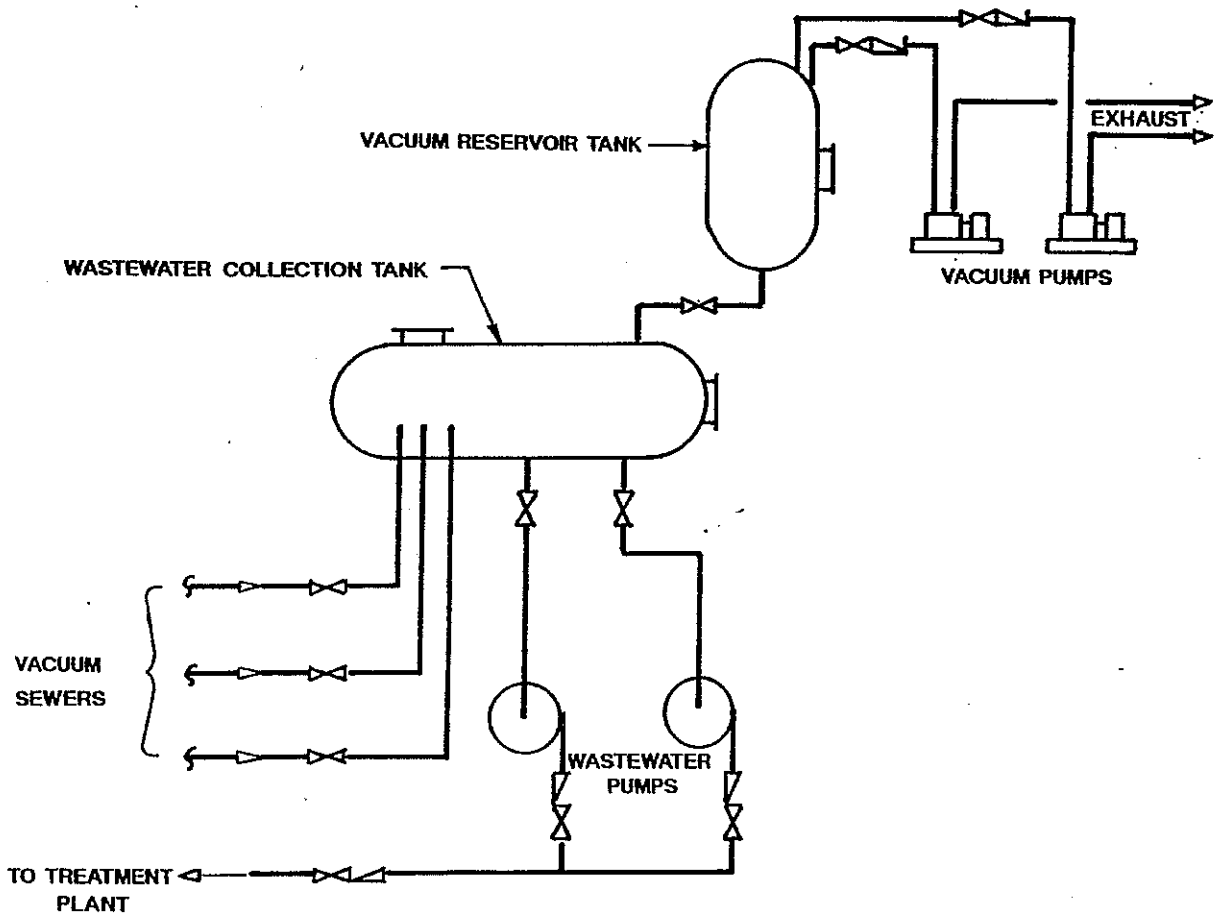 EXHAUST
VACUUM RESERVOIR TANK
WASTEWATER COLLECTION TANK
VACUUM PUMPS
VACUUM
SEWERS
WASTEWATER
PUMPS
TO TREATMENT
PLANT